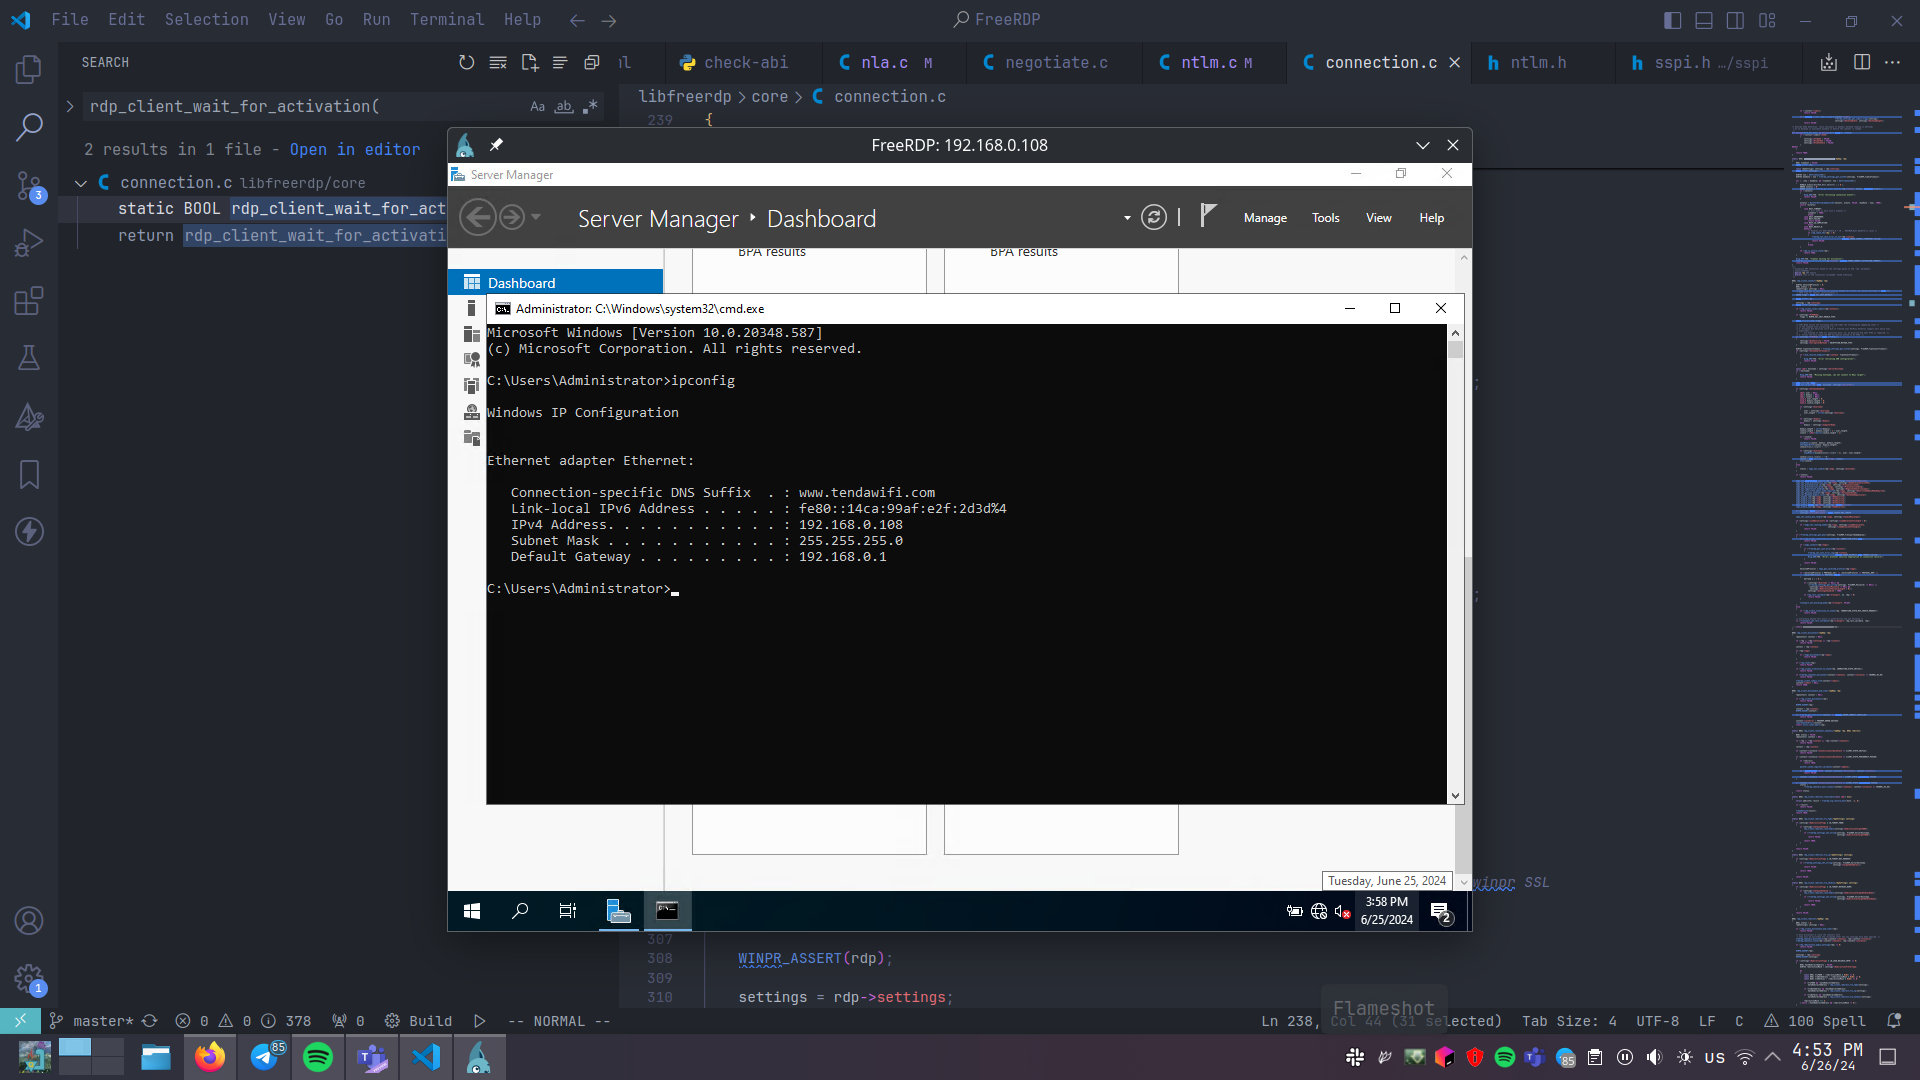 File Edit Selection View Go Run Terminal Help
FreeRDP
SEARCH
check-abi
nla.c M
negotiate.c
ntlm.c M
connection.c
ntlm.h
sspi.h .../sspi
rdp_client_wait_for_activation(
Aa ab .*
libfreerdp > core > C connection.c
239 {
2 results in 1 file - Open in editor
connection.c libfreerdp/core
static BOOL rdp_client_wait_for_act
return rdp_client_wait_for_activati
3
FreeRDP: 192.168.0.108
Server Manager
Server Manager ‣ Dashboard
Manage Tools View Help
BPA results
BPA results
Dashboard
Administrator: C:\Windows\system32\cmd.exe
Microsoft Windows [Version 10.0.20348.587]
(c) Microsoft Corporation. All rights reserved.
C:\Users\Administrator>ipconfig
Windows IP Configuration
Ethernet adapter Ethernet:
Connection-specific DNS Suffix . : www.tendawifi.com
Link-local IPv6 Address . . . . . : fe80::14ca:99af:e2f:2d3d%4
IPv4 Address. . . . . . . . . . . : 192.168.0.108
Subnet Mask . . . . . . . . . . . : 255.255.255.0
Default Gateway . . . . . . . . . : 192.168.0.1
C:\Users\Administrator>
Tuesday, June 25, 2024
winpr SSL
3:58 PM
6/25/2024
2
307
308 WINPR_ASSERT(rdp);
309
310 settings = rdp->settings;
1
Flameshot
master* 0 0 378 0 Build -- NORMAL --
Ln 238, Col 44 (31 selected) Tab Size: 4 UTF-8 LF C 100 Spell
85
85
US
4:53 PM
6/26/24